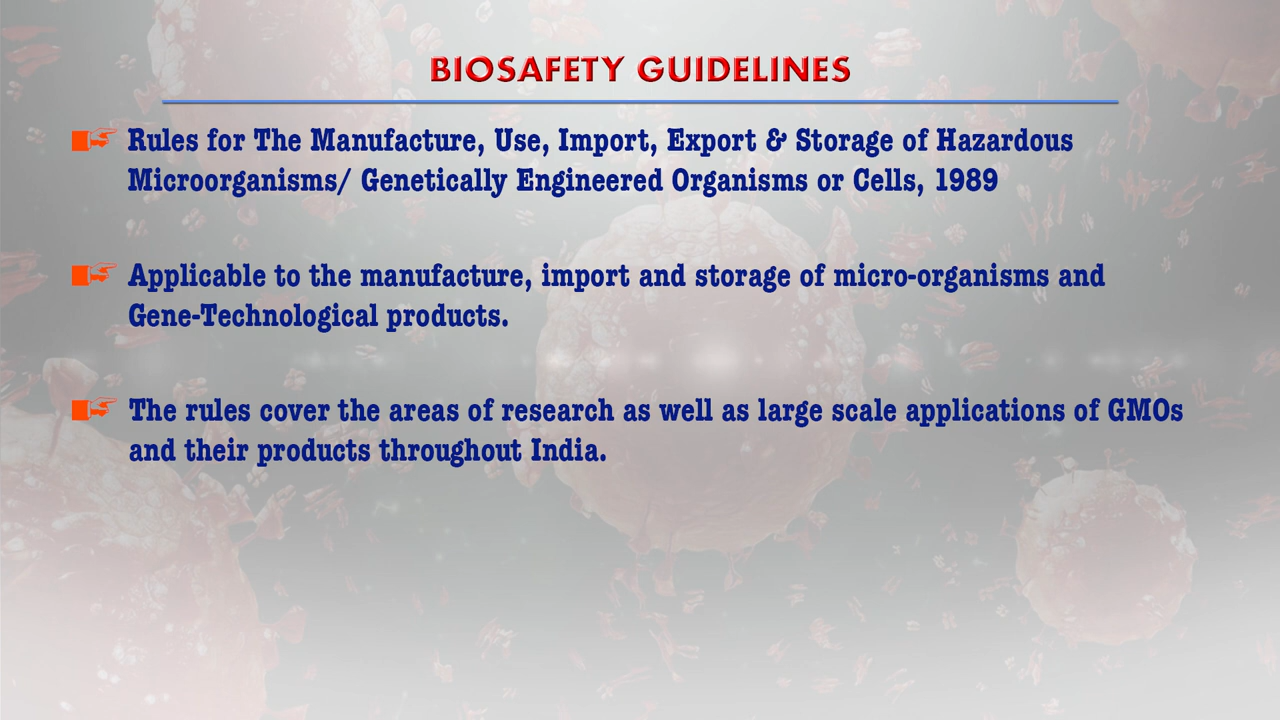 BIOSAFETY GUIDELINES
Rules for The Manufacture, Use, Import, Export & Storage of Hazardous
Microorganisms/ Genetically Engineered Organisms or Cells, 1989
Applicable to the manufacture, import and storage of micro-organisms and
Gene-Technological products.
The rules cover the areas of research as well as large scale applications of GMOs
and their products throughout India.